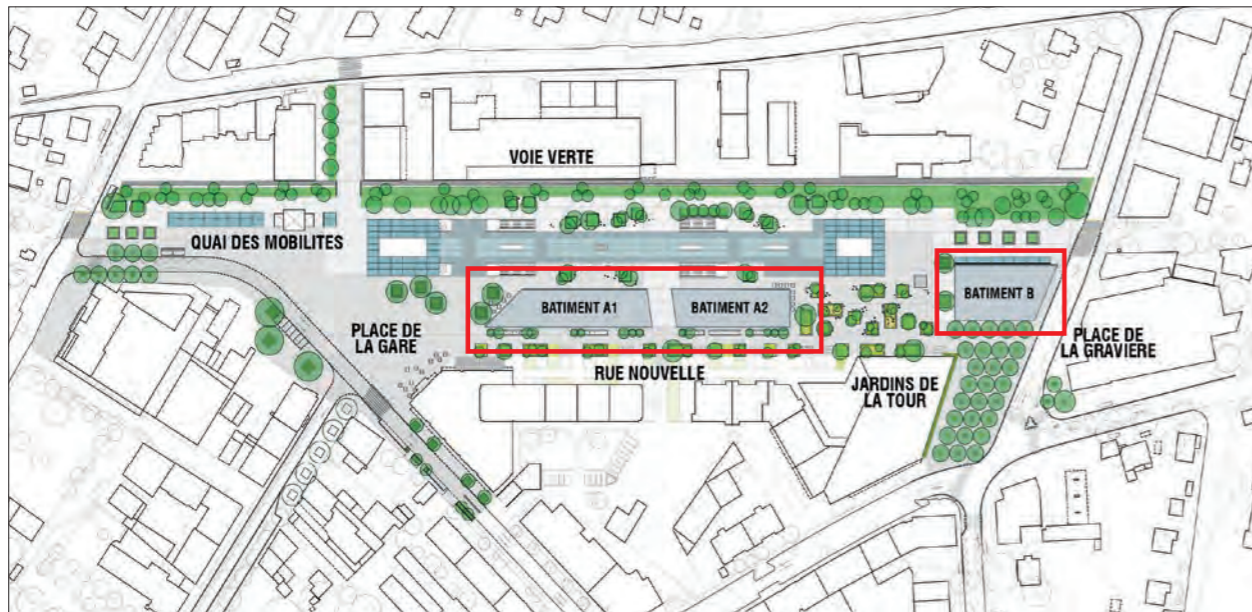 VOIE VERTE
QUAI DES MOBILITES
BATIMENT A1
BATIMENT A2
BATIMENT B
PLACE DE
LA GARE
PLACE DE
LA GRAVIERE
RUE NOUVELLE
JARDINS DE
LA TOUR